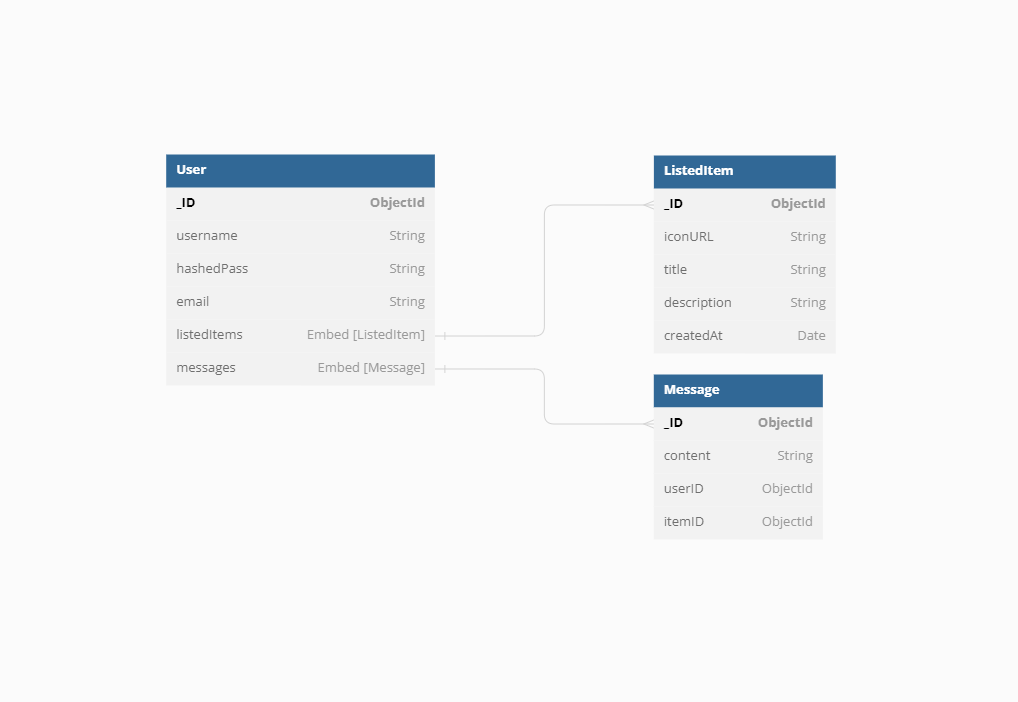 User
_ID ObjectId
username String
hashedPass String
email String
listedItems Embed [ListedItem]
messages Embed [Message]
ListedItem
_ID ObjectId
iconURL String
title String
description String
createdAt Date
Message
_ID ObjectId
content String
userID ObjectId
itemID ObjectId